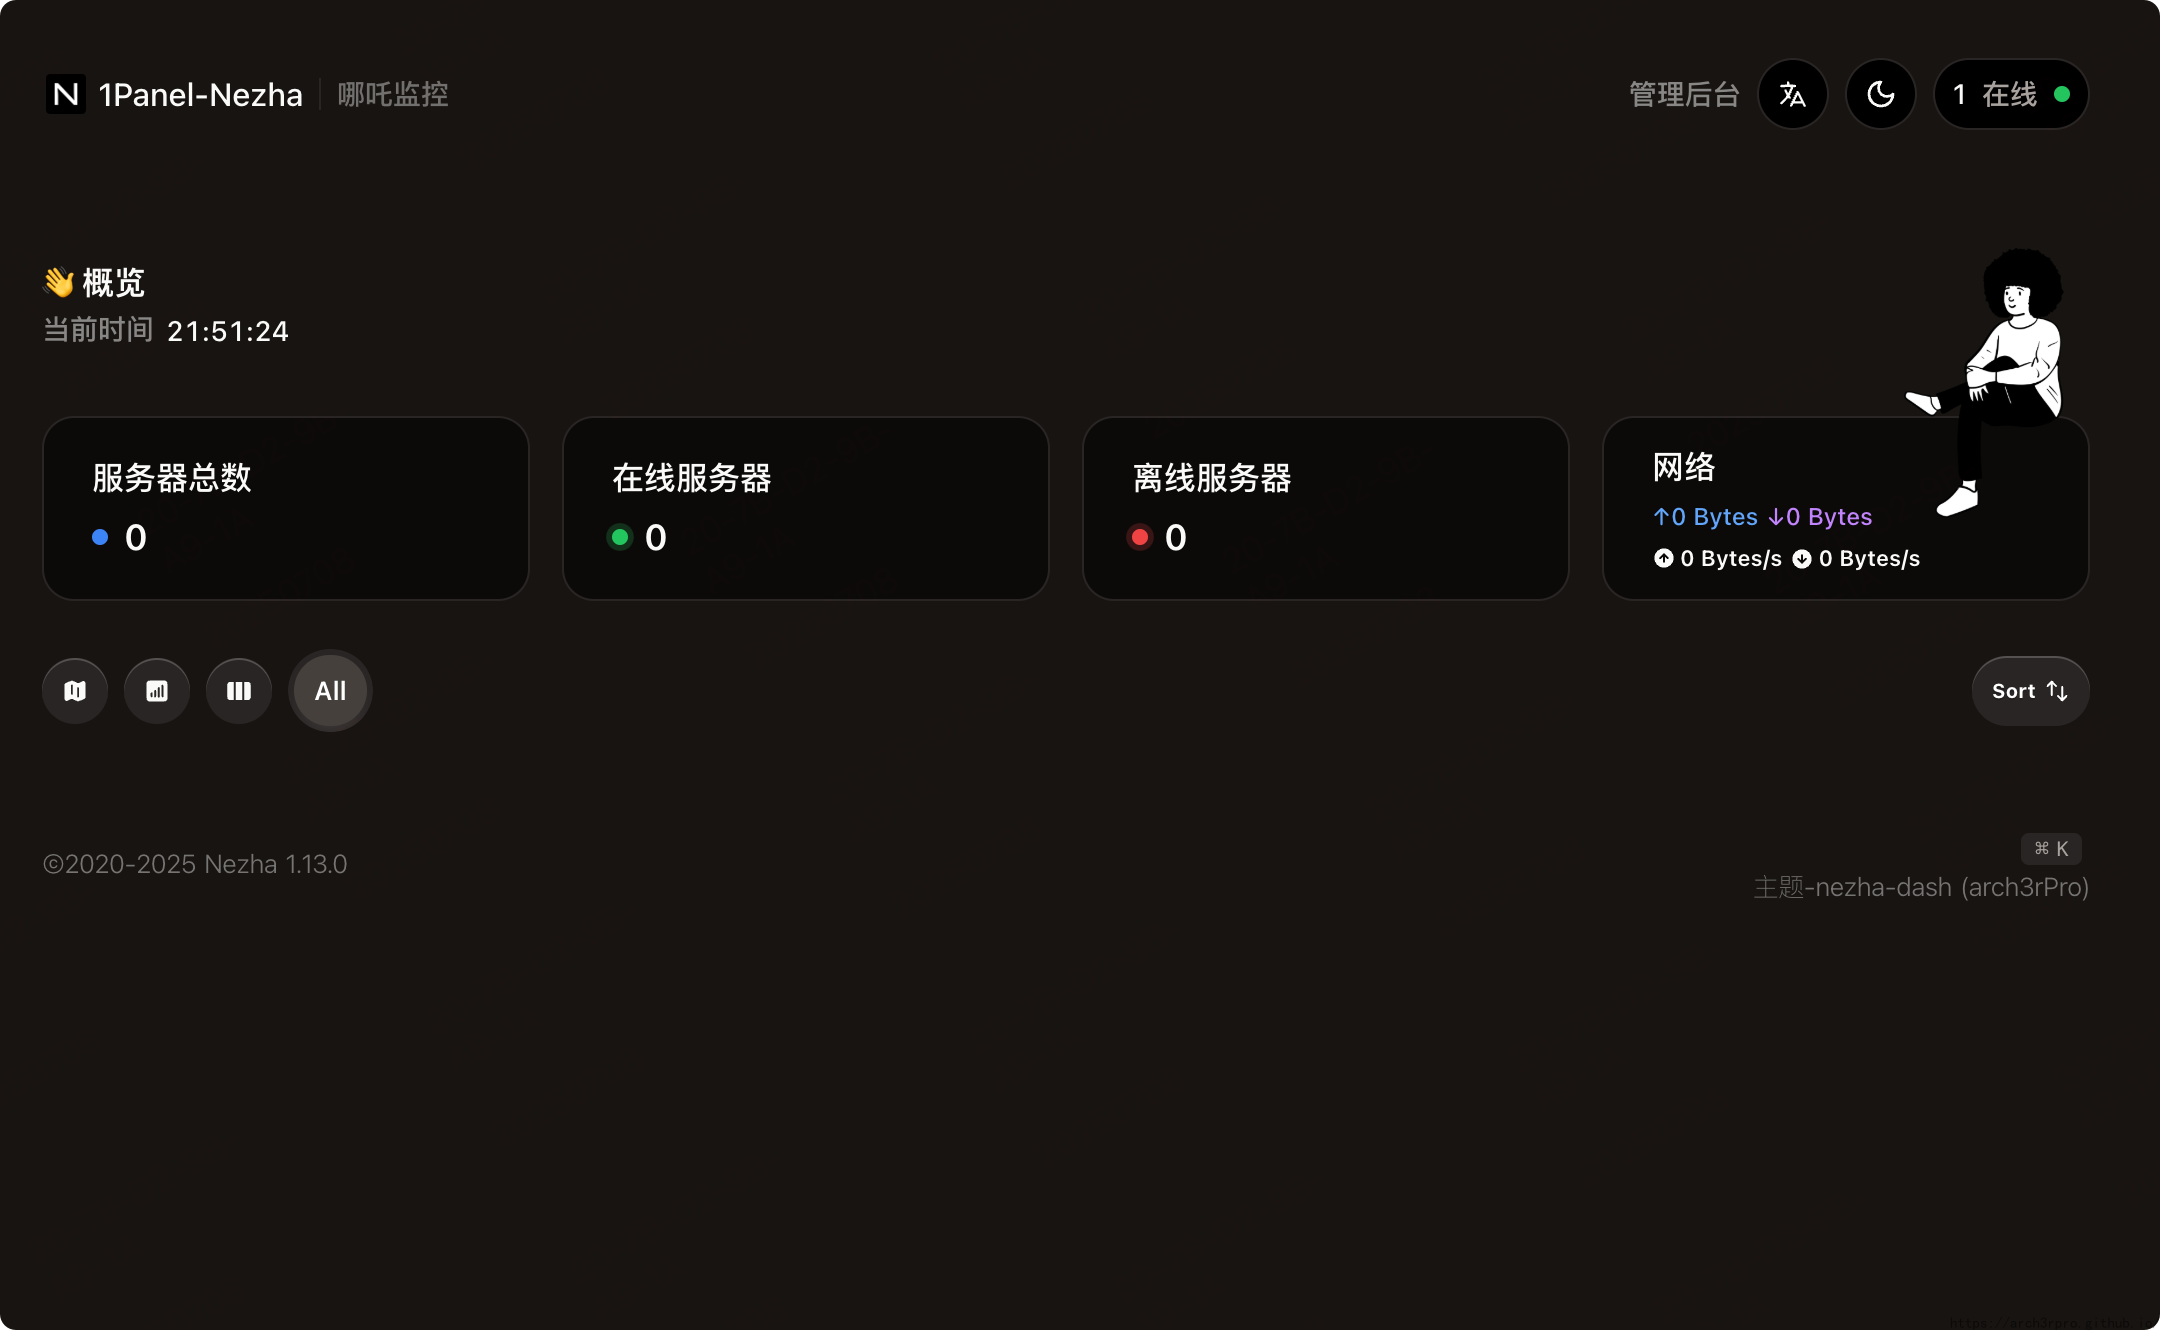 N 1Panel-Nezha 哪吒监控
管理后台 1 在线
👋 概览
当前时间 21:51:24
服务器总数
0
在线服务器
0
离线服务器
0
网络
↑0 Bytes ↓0 Bytes
0 Bytes/s 0 Bytes/s
All
Sort
©2020-2025 Nezha 1.13.0
⌘ K
主题-nezha-dash (arch3rPro)